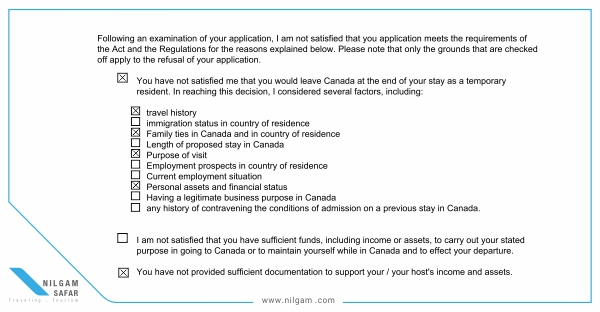 Following an examination of your application, I am not satisfied that you application meets the requirements of
the Act and the Regulations for the reasons explained below. Please note that only the grounds that are checked
off apply to the refusal of your application.
You have not satisfied me that you would leave Canada at the end of your stay as a temporary
resident. In reaching this decision, I considered several factors, including:
travel history
immigration status in country of residence
Family ties in Canada and in country of residence
Length of proposed stay in Canada
Purpose of visit
Employment prospects in country of residence
Current employment situation
Personal assets and financial status
Having a legitimate business purpose in Canada
any history of contravening the conditions of admission on a previous stay in Canada.
I am not satisfied that you have sufficient funds, including income or assets, to carry out your stated
purpose in going to Canada or to maintain yourself while in Canada and to effect your departure.
You have not provided sufficient documentation to support your / your host's income and assets.
NILGAM
SAFAR
Traveling . Tourism
www.nilgam .com